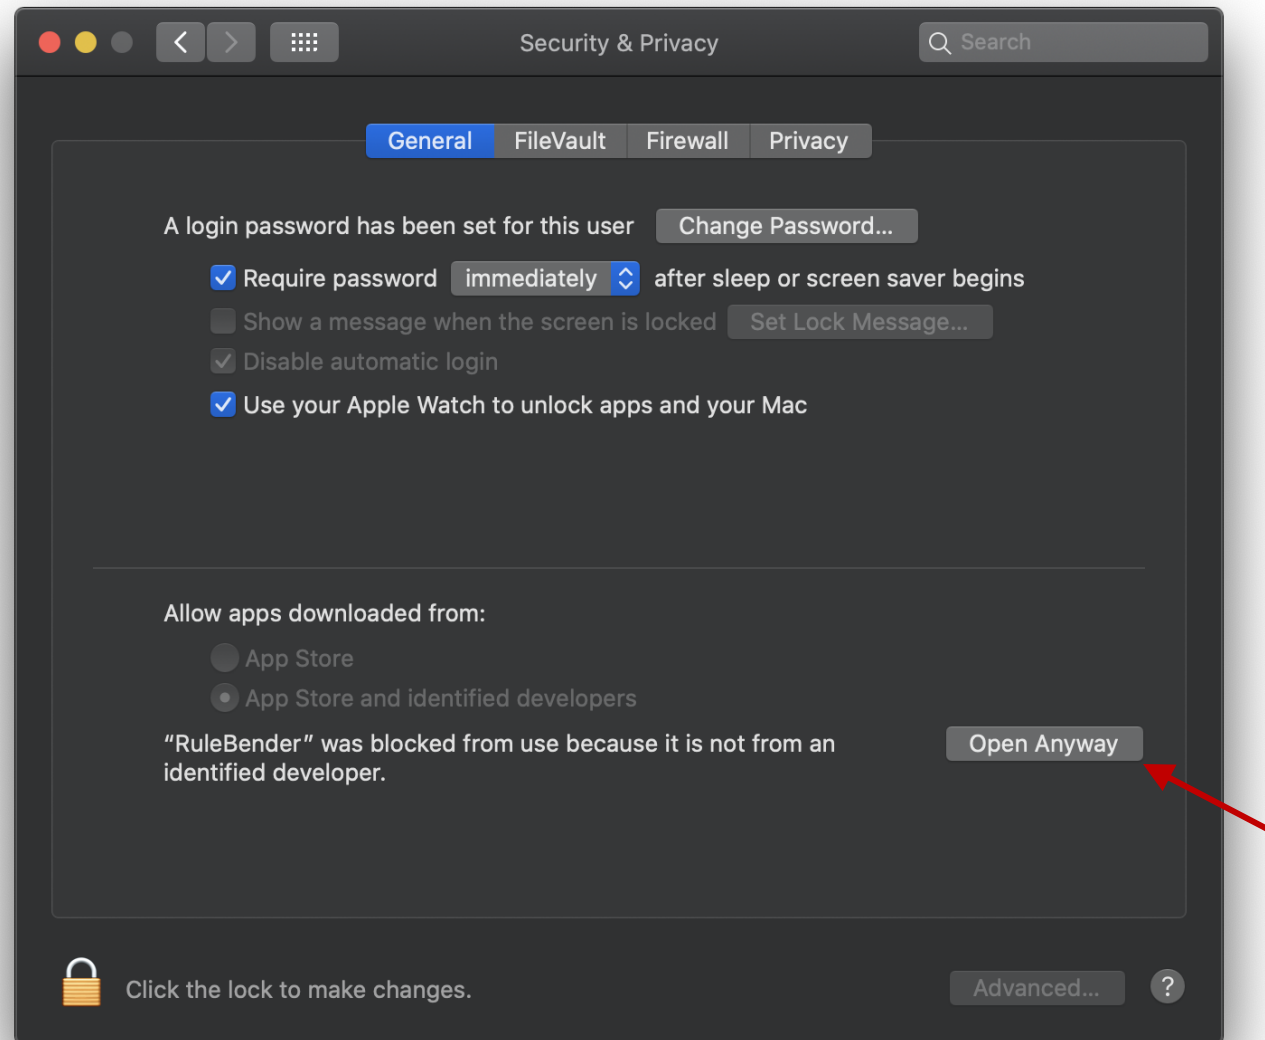 Security & Privacy
Search
General
FileVault
Firewall
Privacy
A login password has been set for this user
Change Password...
Require password
immediately
after sleep or screen saver begins
Show a message when the screen is locked
Set Lock Message...
Disable automatic login
Use your Apple Watch to unlock apps and your Mac
Allow apps downloaded from:
App Store
App Store and identified developers
“RuleBender” was blocked from use because it is not from an
identified developer.
Open Anyway
Click the lock to make changes.
Advanced...
?